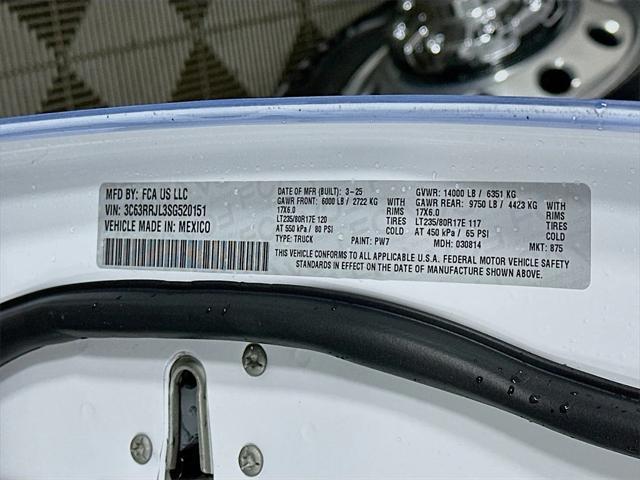 MFD BY: FCA US LLC
VIN: 3C63RRJL3SG520151
VEHICLE MADE IN: MEXICO
DATE OF MFR (BUILT): 3-25
GAWR FRONT: 6000 LB / 2722 KG WITH
17X6.0 RIMS
LT235/80R17E 120 TIRES
AT 550 kPa / 80 PSI COLD
TYPE: TRUCK PAINT: PW7
GVWR: 14000 LB / 6351 KG
GAWR REAR: 9750 LB / 4423 KG WITH
17X6.0 RIMS
LT235/80R17E 117 TIRES
AT 450 kPa / 65 PSI COLD
MDH: 030814 MKT: 875
THIS VEHICLE CONFORMS TO ALL APPLICABLE U.S.A. FEDERAL MOTOR VEHICLE SAFETY
STANDARDS IN EFFECT ON THE DATE OF MANUFACTURE SHOWN ABOVE.